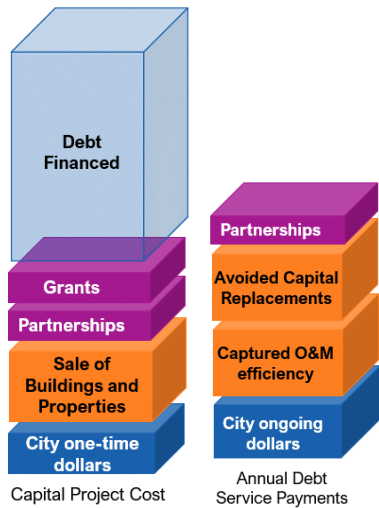 Debt
Financed
Grants
Partnerships
Sale of
Buildings and
Properties
City one-time
dollars
Capital Project Cost
Partnerships
Avoided Capital
Replacements
Captured O&M
efficiency
City ongoing
dollars
Annual Debt
Service Payments